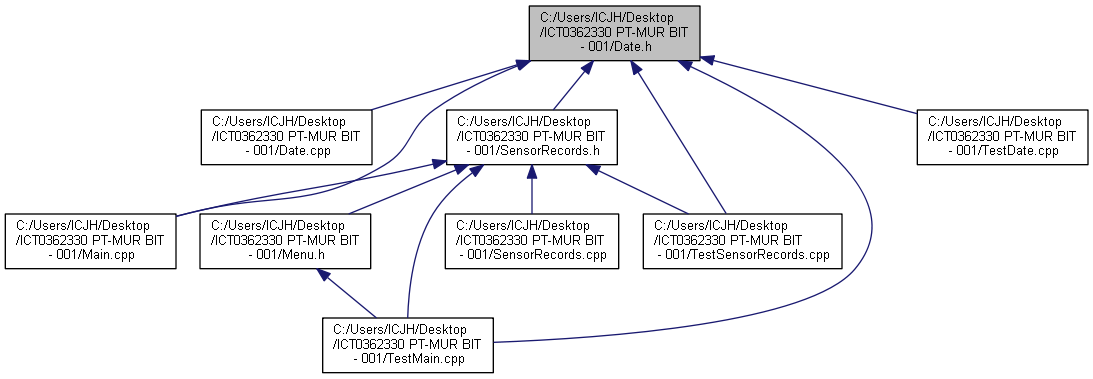 C:/Users/ICJH/Desktop
/ICT0362330 PT-MUR BIT
- 001/Date.h
C:/Users/ICJH/Desktop
/ICT0362330 PT-MUR BIT
- 001/Date.cpp
C:/Users/ICJH/Desktop
/ICT0362330 PT-MUR BIT
- 001/SensorRecords.h
C:/Users/ICJH/Desktop
/ICT0362330 PT-MUR BIT
- 001/TestDate.cpp
C:/Users/ICJH/Desktop
/ICT0362330 PT-MUR BIT
- 001/Main.cpp
C:/Users/ICJH/Desktop
/ICT0362330 PT-MUR BIT
- 001/Menu.h
C:/Users/ICJH/Desktop
/ICT0362330 PT-MUR BIT
- 001/SensorRecords.cpp
C:/Users/ICJH/Desktop
/ICT0362330 PT-MUR BIT
- 001/TestSensorRecords.cpp
C:/Users/ICJH/Desktop
/ICT0362330 PT-MUR BIT
- 001/TestMain.cpp